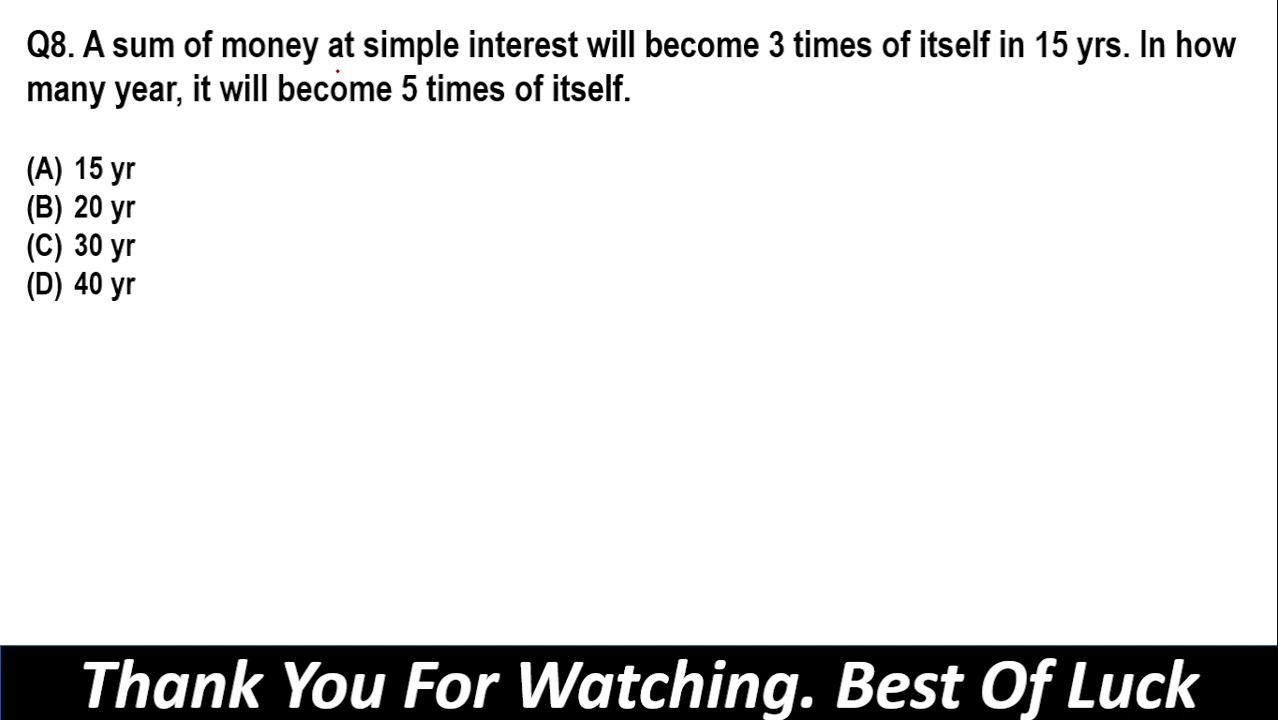 Q8. A sum of money at simple interest will become 3 times of itself in 15 yrs. In how
many year, it will become 5 times of itself.
(A) 15 yr
(B) 20 yr
(C) 30 yr
(D) 40 yr
Thank You For Watching. Best Of Luck